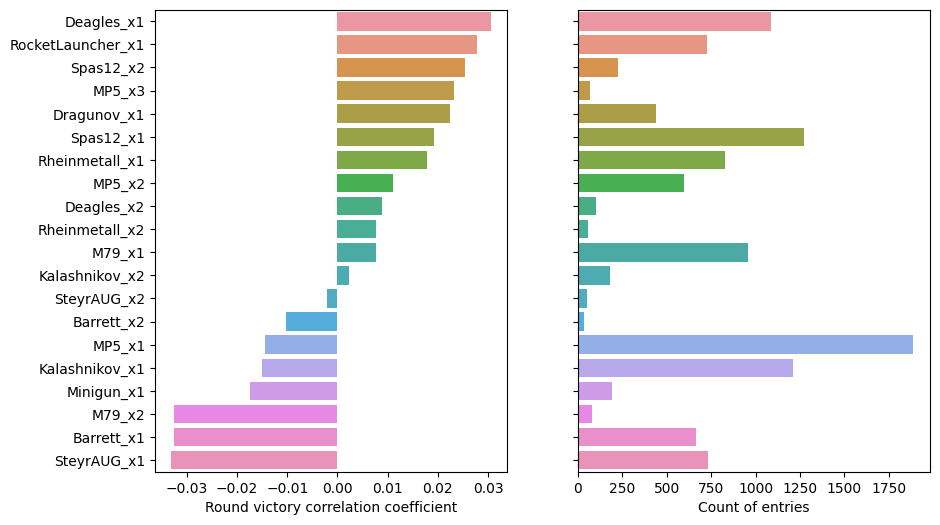 Deagles_x1
RocketLauncher_x1
Spas12_x2
MP5_x3
Dragunov_x1
Spas12_x1
Rheinmetall_x1
MP5_x2
Deagles_x2
Rheinmetall_x2
M79_x1
Kalashnikov_x2
SteyrAUG_x2
Barrett_x2
MP5_x1
Kalashnikov_x1
Minigun_x1
M79_x2
Barrett_x1
SteyrAUG_x1
−0.03 −0.02 −0.01 0.00 0.01 0.02 0.03
Round victory correlation coefficient
0 250 500 750 1000 1250 1500 1750
Count of entries